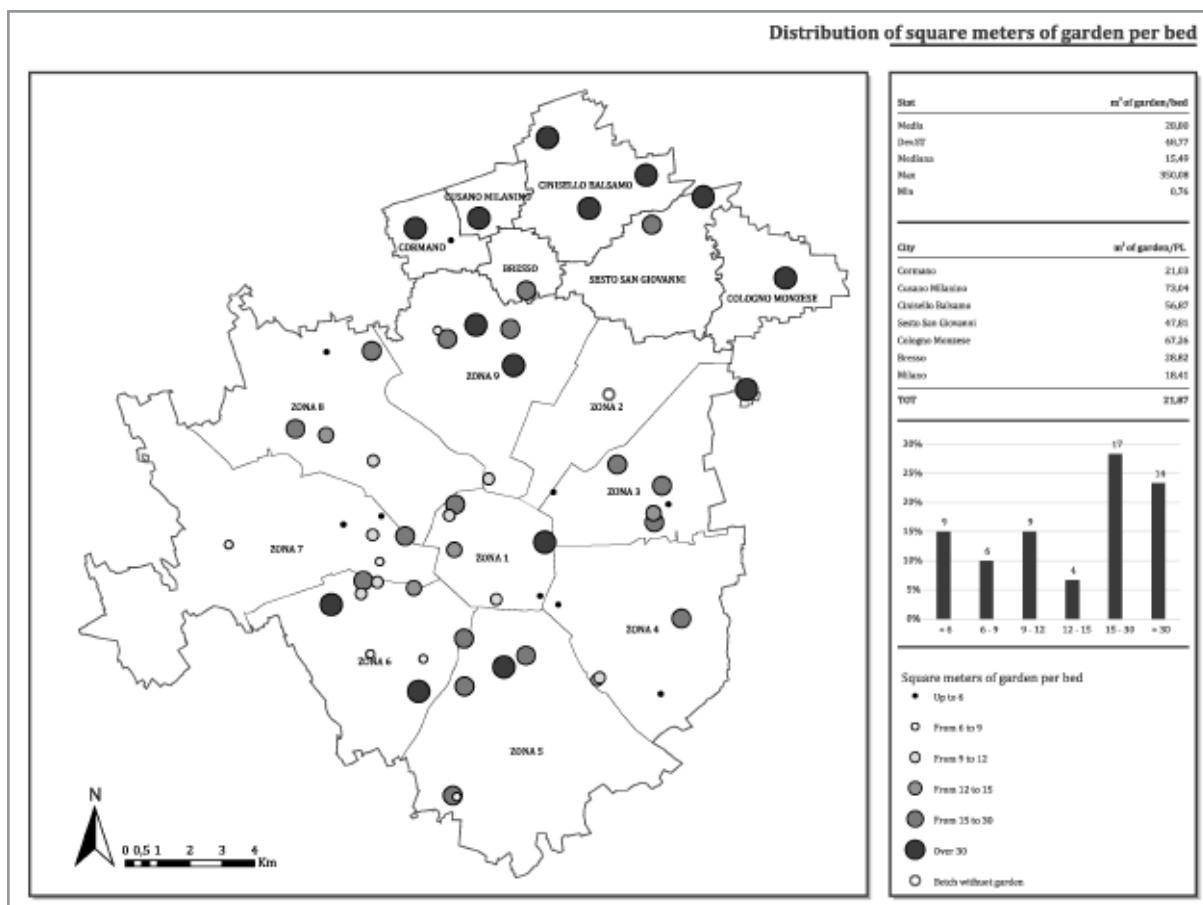 Distribution of square meters of garden per bed
Stat m² of garden/bed
Media 28,80
Dev.ST 48,77
Mediana 15,49
Max 350,08
Min 0,76
City m² of garden/PL
Cormano 21,03
Cusano Milanino 73,04
Cinisello Balsamo 56,87
Sesto San Giovanni 47,81
Cologno Monzese 67,26
Bresso 28,82
Milano 18,41
TOT 21,87
30%
25%
20%
15%
10%
5%
0%
9
6
9
4
17
14
< 6
6 - 9
9 - 12
12 - 15
15 - 30
> 30
Square meters of garden per bed
Up to 6
From 6 to 9
From 9 to 12
From 12 to 15
From 15 to 30
Over 30
CINISELLO BALSAMO
CUSANO MILANINO
CORMANO
BRESSO
SESTO SAN GIOVANNI
COLOGNO MONZESE
ZONA 9
ZONA 2
ZONA 8
ZONA 3
ZONA 7
ZONA 1
ZONA 4
ZONA 6
ZONA 5
N
0 0,5 1 2 3 4
Km